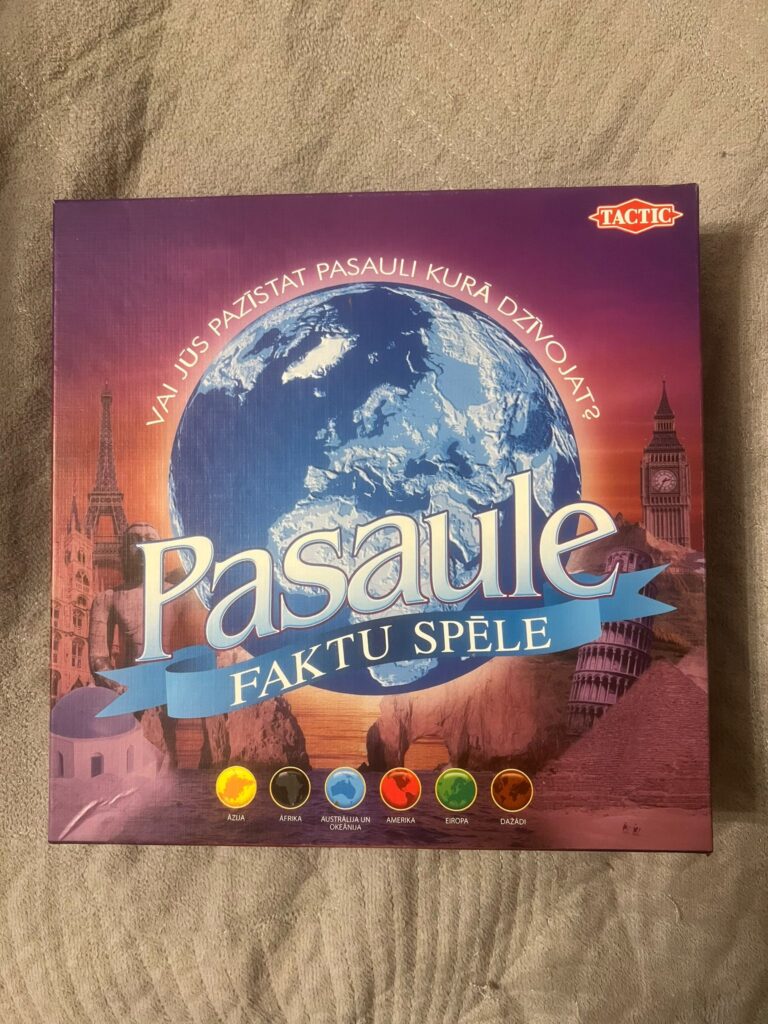 TACTIC
VAI JŪS PAZĪSTAT PASAULI KURĀ DZĪVOJAT?
Pasaule
FAKTU SPĒLE
ĀZIJA
ĀFRIKA
AUSTRĀLIJA UN
OKEĀNIJA
AMERIKA
EIROPA
DAŽĀDI